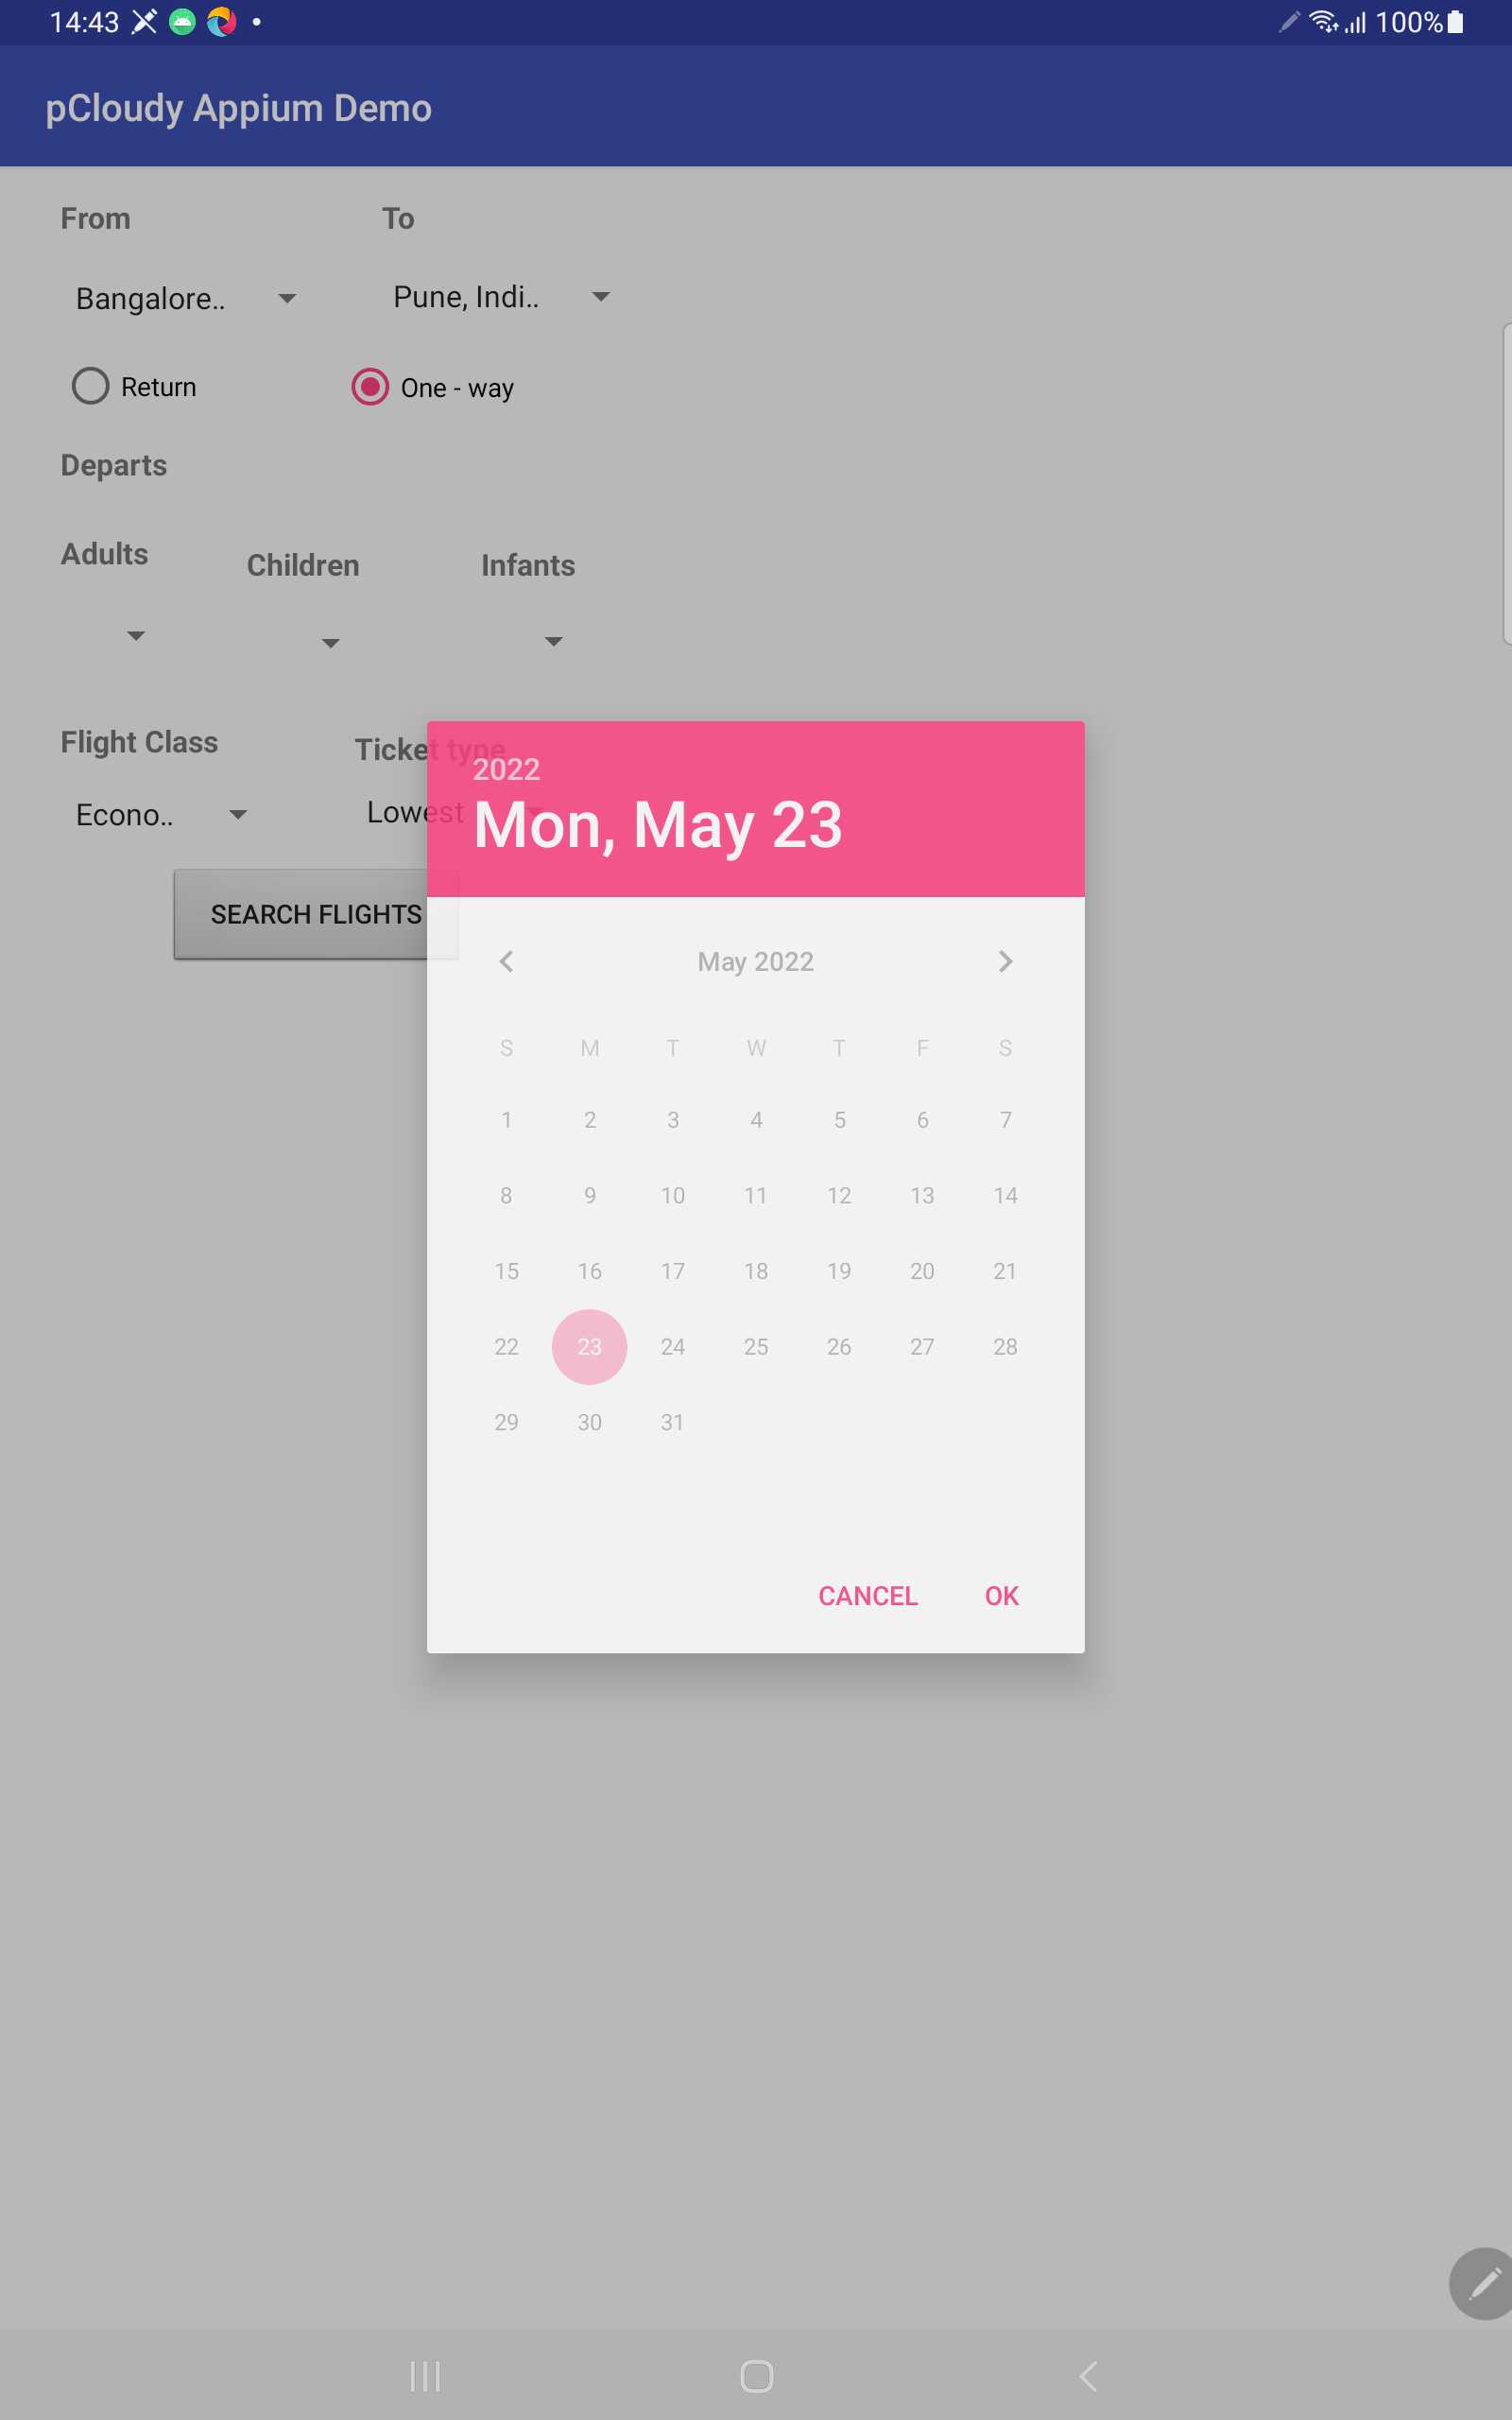 14:43 100%
pCloudy Appium Demo
From To
Bangalore.. Pune, Indi..
Return One - way
Departs
Adults Children Infants
Flight Class Ticket type
Econo.. Lowest
SEARCH FLIGHTS
2022
Mon, May 23
May 2022
S M T W T F S
1 2 3 4 5 6 7
8 9 10 11 12 13 14
15 16 17 18 19 20 21
22 23 24 25 26 27 28
29 30 31
CANCEL OK